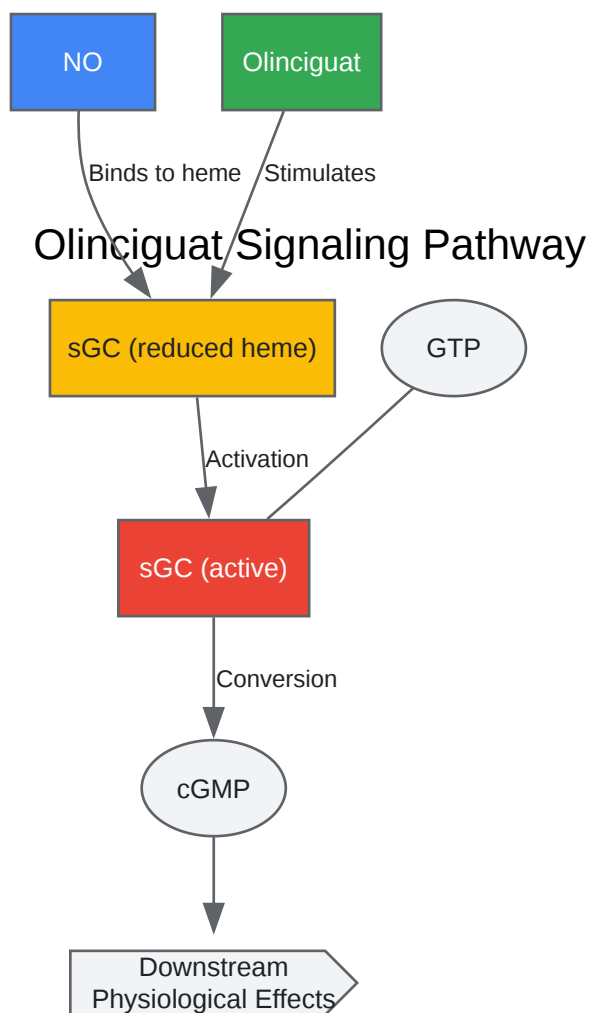 NO
Olinciguat
Binds to heme
Stimulates
Olinciguat Signaling Pathway
sGC (reduced heme)
GTP
Activation
sGC (active)
Conversion
cGMP
Downstream
Physiological Effects